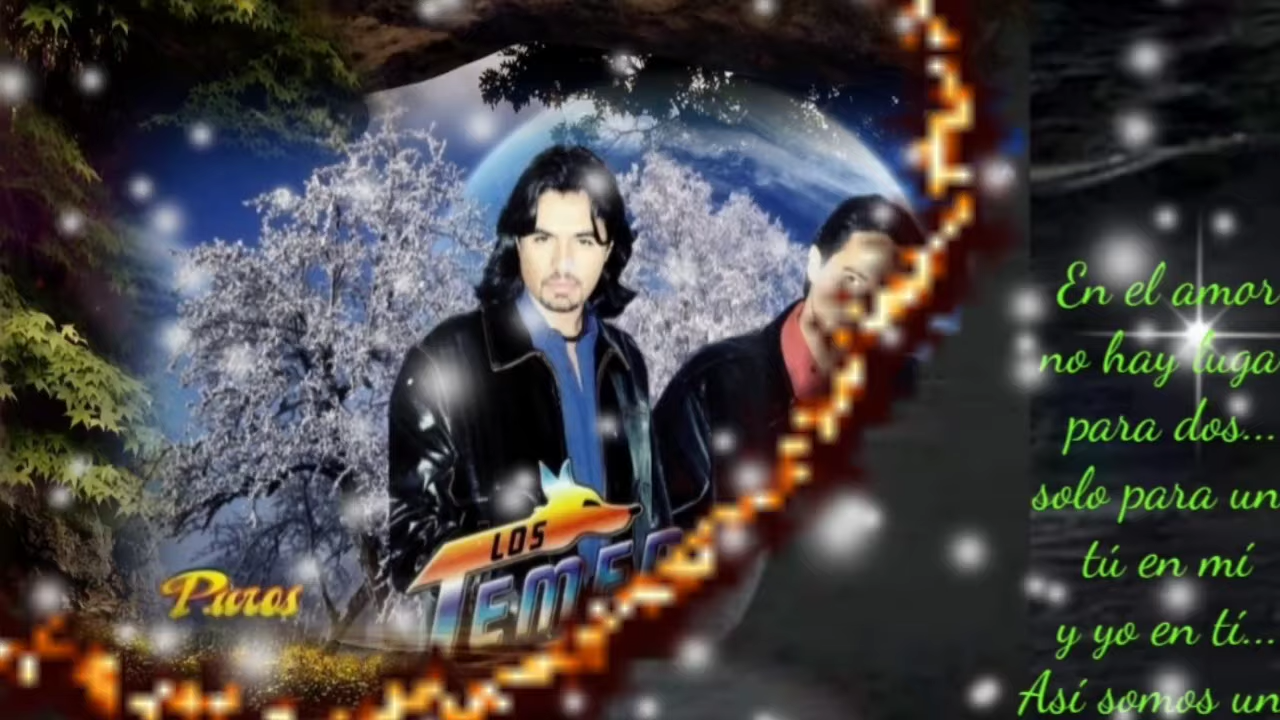 Puros
LOS
TEME
En el amor
no hay luga
para dos...
solo para un
tú en mí
y yo en tí...
Así somos un